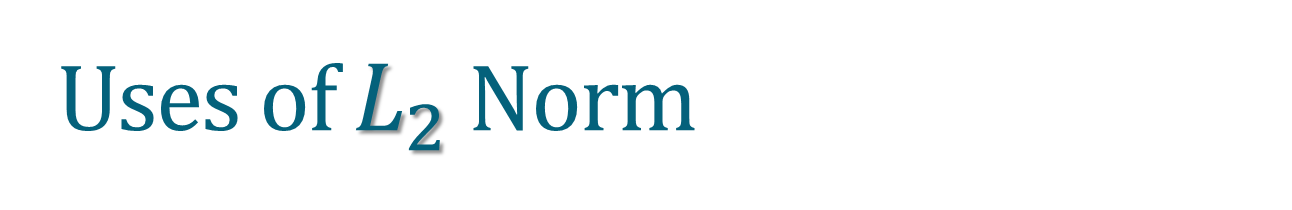 Uses of L₂ Norm